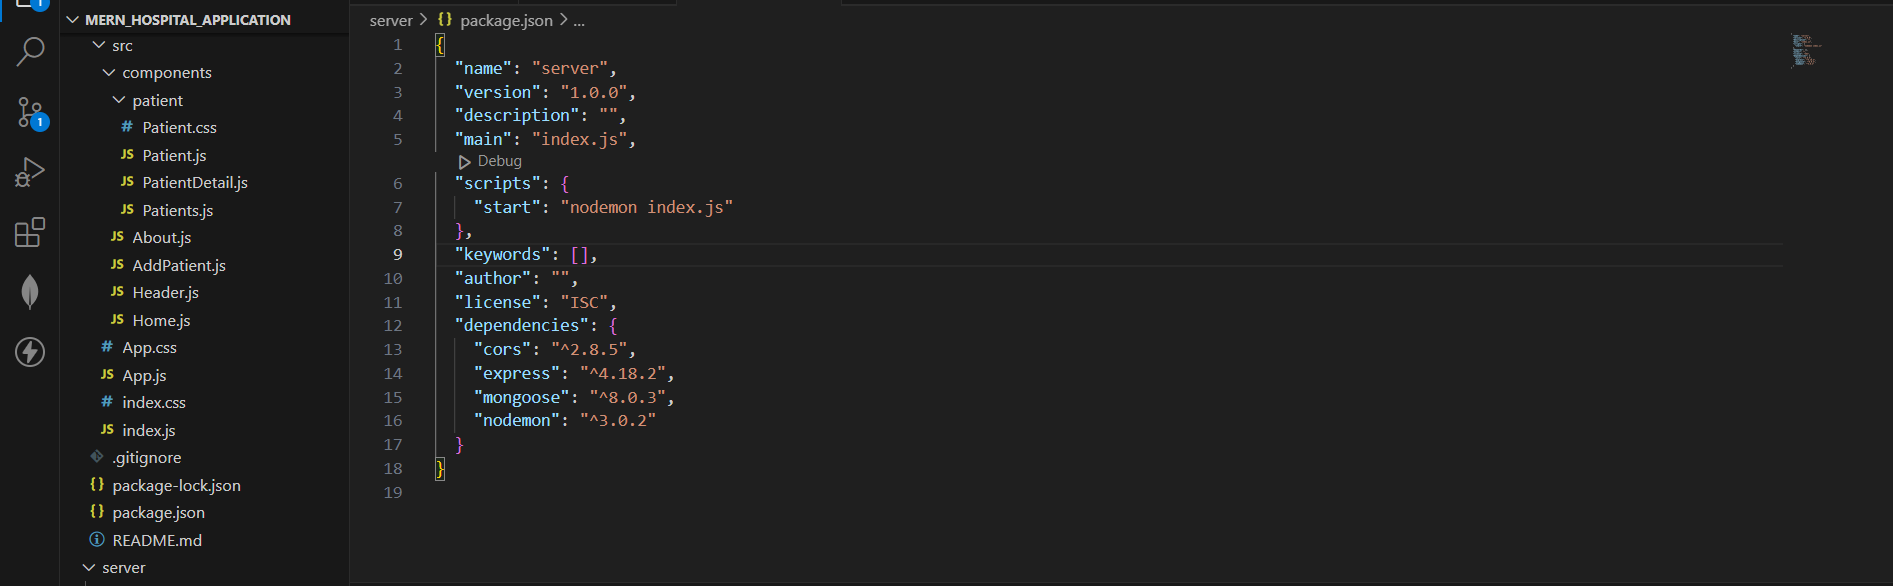 1
MERN_HOSPITAL_APPLICATION
src
components
patient
# Patient.css
JS Patient.js
JS PatientDetail.js
JS Patients.js
JS About.js
JS AddPatient.js
JS Header.js
JS Home.js
# App.css
JS App.js
# index.css
JS index.js
.gitignore
{} package-lock.json
{} package.json
README.md
server
1
server > {} package.json > ...
1 {
2 "name": "server",
3 "version": "1.0.0",
4 "description": "",
5 "main": "index.js",
Debug
6 "scripts": {
7 "start": "nodemon index.js"
8 },
9 "keywords": [],
10 "author": "",
11 "license": "ISC",
12 "dependencies": {
13 "cors": "^2.8.5",
14 "express": "^4.18.2",
15 "mongoose": "^8.0.3",
16 "nodemon": "^3.0.2"
17 }
18 }
19